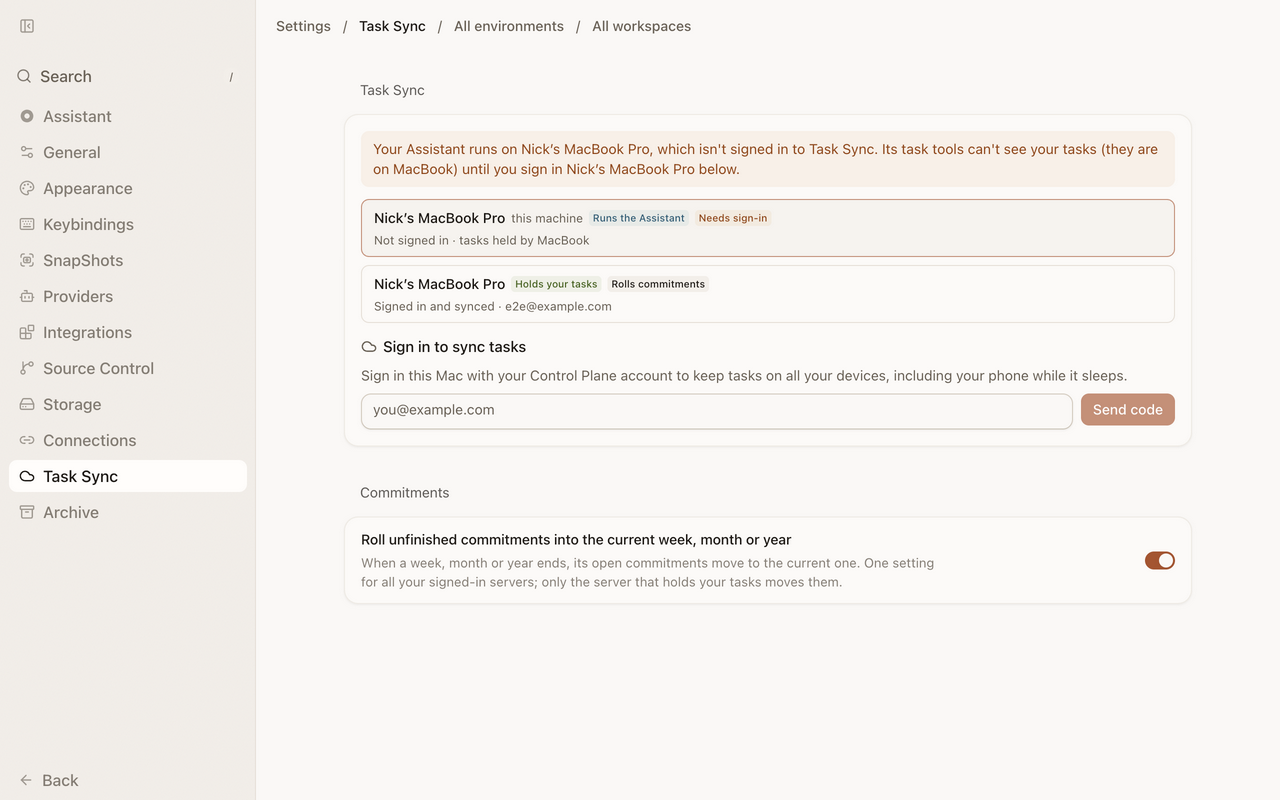 Settings / Task Sync / All environments / All workspaces
Search /
Assistant
General
Appearance
Keybindings
SnapShots
Providers
Integrations
Source Control
Storage
Connections
Task Sync
Archive
Back
Task Sync
Your Assistant runs on Nick’s MacBook Pro, which isn't signed in to Task Sync. Its task tools can't see your tasks (they are
on MacBook) until you sign in Nick’s MacBook Pro below.
Nick’s MacBook Pro this machine Runs the Assistant Needs sign-in
Not signed in · tasks held by MacBook
Nick’s MacBook Pro Holds your tasks Rolls commitments
Signed in and synced · e2e@example.com
Sign in to sync tasks
Sign in this Mac with your Control Plane account to keep tasks on all your devices, including your phone while it sleeps.
you@example.com Send code
Commitments
Roll unfinished commitments into the current week, month or year
When a week, month or year ends, its open commitments move to the current one. One setting
for all your signed-in servers; only the server that holds your tasks moves them.